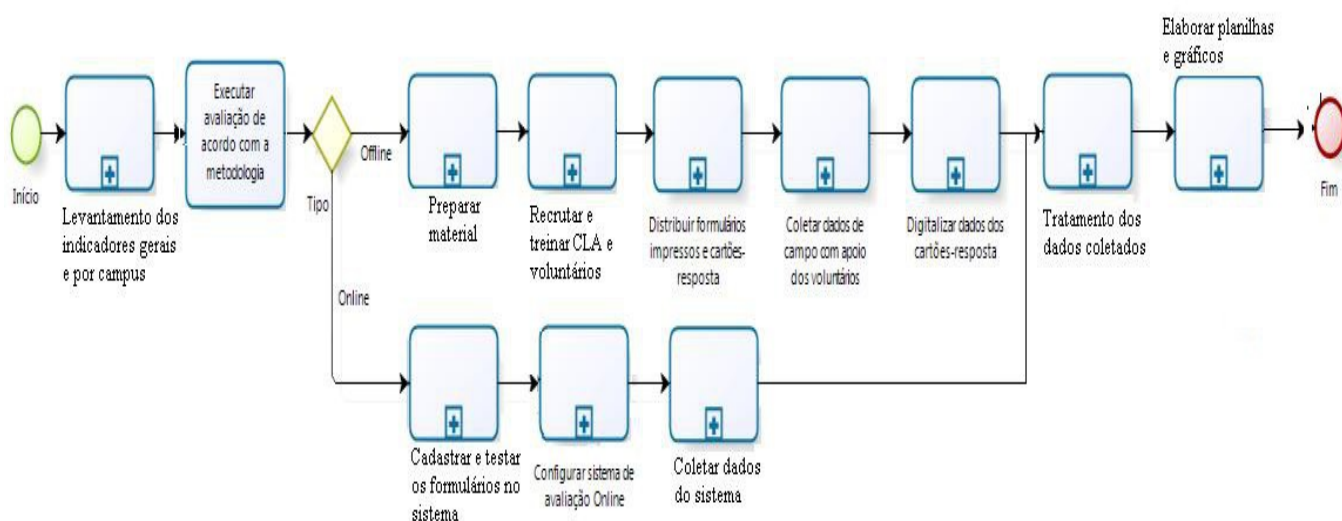 Elaborar planilhas
e gráficos
Executar
avaliação de
acordo com a
metodologia
Início
Levantamento dos
indicadores gerais
e por campus
Tipo
Offline
Online
Preparar
material
Recrutar e
treinar CLA e
voluntários
Distribuir formulários
impressos e cartões-
resposta
Coletar dados de
campo com apoio
dos voluntários
Digitalizar dados dos
cartões-resposta
Tratamento dos
dados coletados
Fim
Cadastrar e testar
os formulários no
sistema
Configurar sistema de
avaliação Online
Coletar dados
do sistema